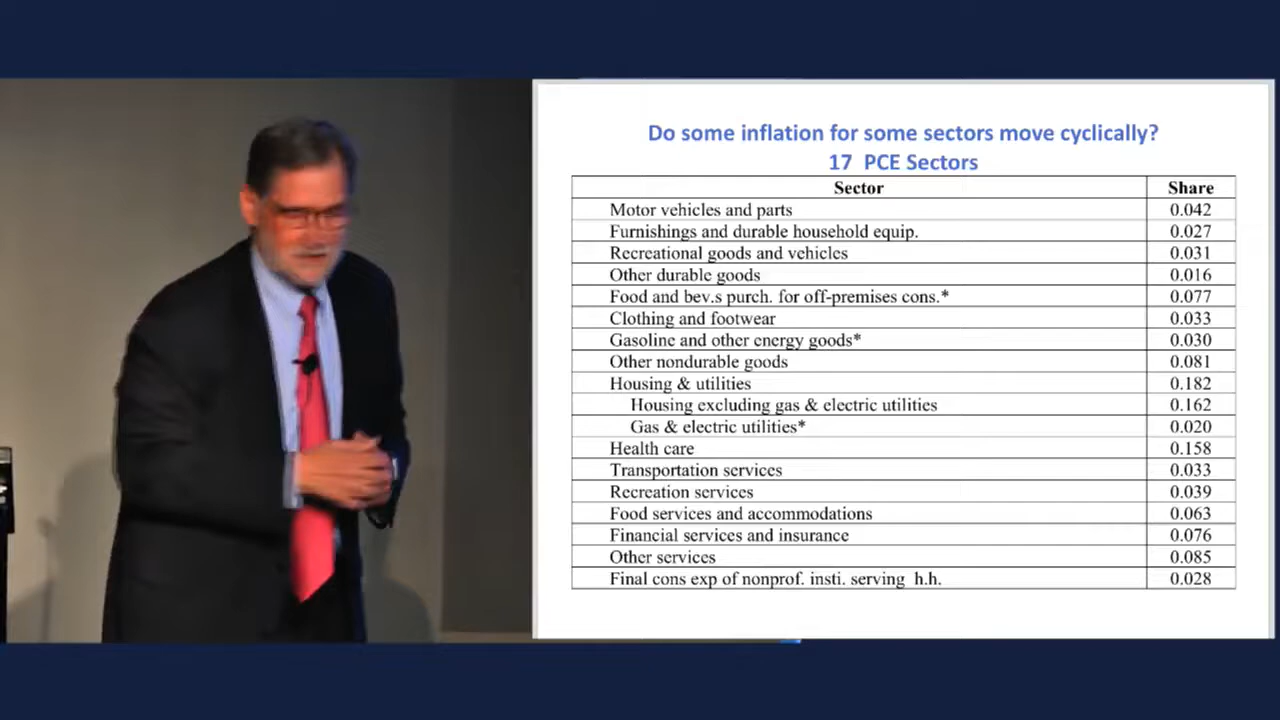 Do some inflation for some sectors move cyclically?
17 PCE Sectors
Sector Share
Motor vehicles and parts 0.042
Furnishings and durable household equip. 0.027
Recreational goods and vehicles 0.031
Other durable goods 0.016
Food and bev.s purch. for off-premises cons.* 0.077
Clothing and footwear 0.033
Gasoline and other energy goods* 0.030
Other nondurable goods 0.081
Housing & utilities 0.182
Housing excluding gas & electric utilities 0.162
Gas & electric utilities* 0.020
Health care 0.158
Transportation services 0.033
Recreation services 0.039
Food services and accommodations 0.063
Financial services and insurance 0.076
Other services 0.085
Final cons exp of nonprof. insti. serving h.h. 0.028